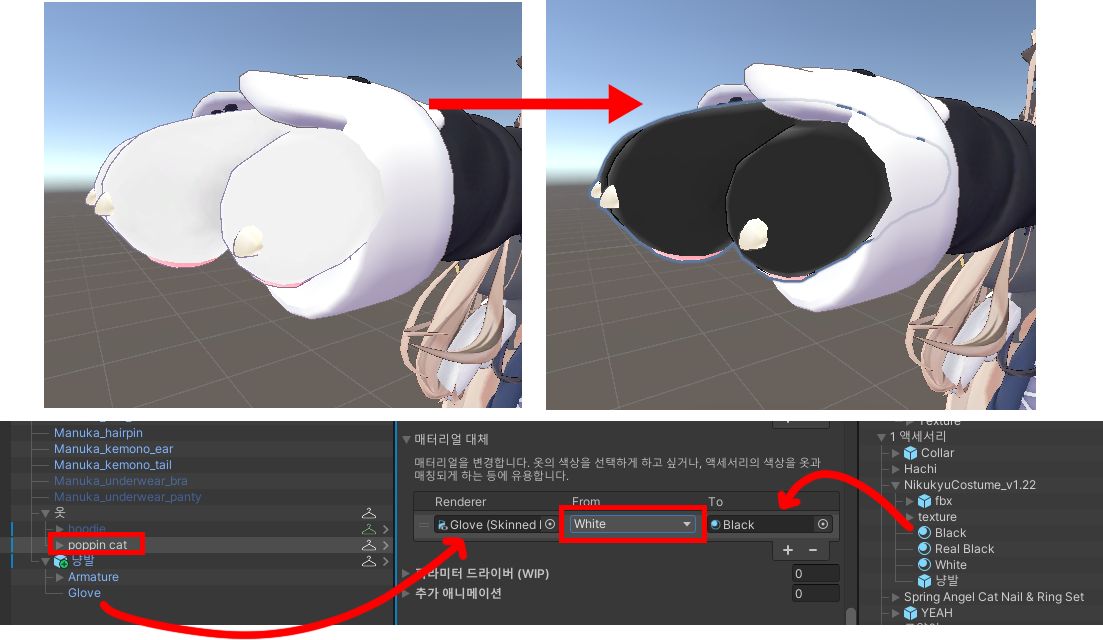 Manuka_hairpin
Manuka_kemono_ear
Manuka_kemono_tail
Manuka_underwear_bra
Manuka_underwear_panty
옷
hoodie
poppin cat
냥발
Armature
Glove
매터리얼 대체
매터리얼을 변경합니다. 옷의 색상을 선택하게 하고 싶거나, 액세서리의 색상을 옷과
매칭되게 하는 등에 유용합니다.
Renderer From To
Glove (Skinned White Black
+ −
파라미터 드라이버 (WIP) 0
추가 애니메이션 0
Texture
1 액세서리
Collar
Hachi
NikukyuCostume_v1.22
fbx
texture
Black
Real Black
White
냥발
Spring Angel Cat Nail & Ring Set
YEAH